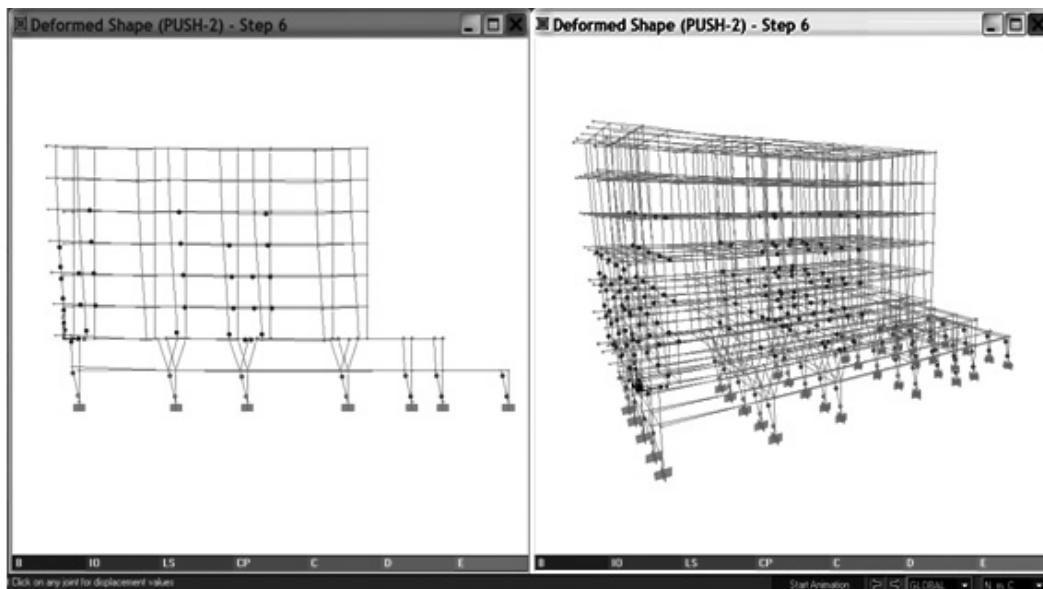 Deformed Shape (PUSH-2) - Step 6
Deformed Shape (PUSH-2) - Step 6
B IO LS CP C D E
B IO LS CP C D E
Click on any joint for displacement values
Start Animation GLOBAL N, m, C